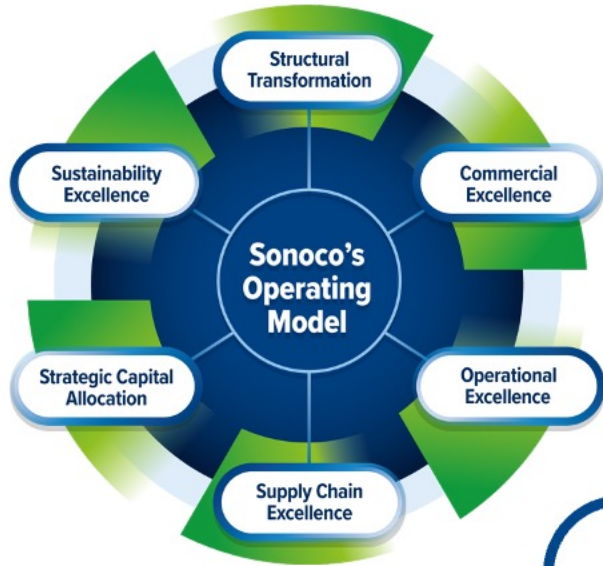 Structural
Transformation
Sustainability
Excellence
Commercial
Excellence
Sonoco's
Operating
Model
Strategic Capital
Allocation
Operational
Excellence
Supply Chain
Excellence